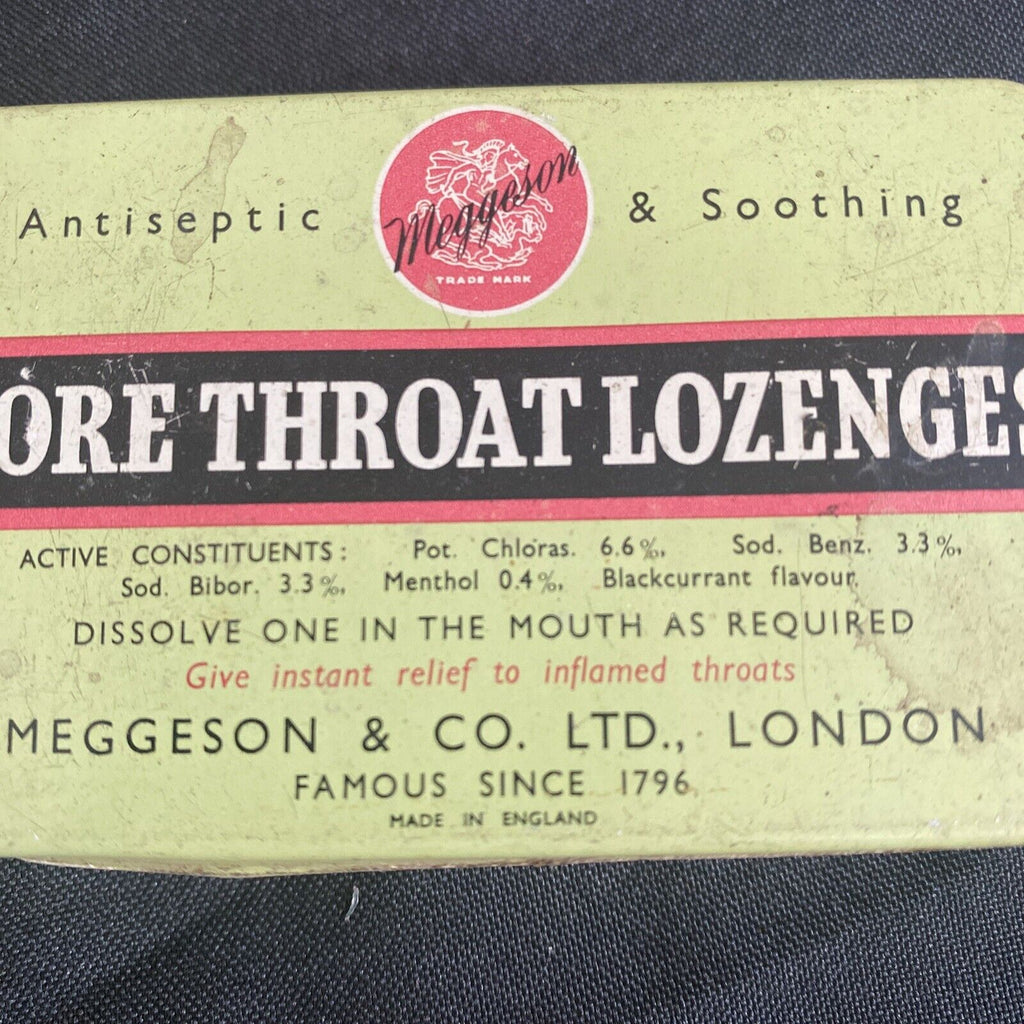 Antiseptic & Soothing
Meggeson
TRADE MARK
ORE THROAT LOZENGES
ACTIVE CONSTITUENTS: Pot. Chloras. 6.6%, Sod. Benz. 3.3%,
Sod. Bibor. 3.3%, Menthol 0.4%, Blackcurrant flavour.
DISSOLVE ONE IN THE MOUTH AS REQUIRED
Give instant relief to inflamed throats
MEGGESON & CO. LTD., LONDON
FAMOUS SINCE 1796
MADE IN ENGLAND